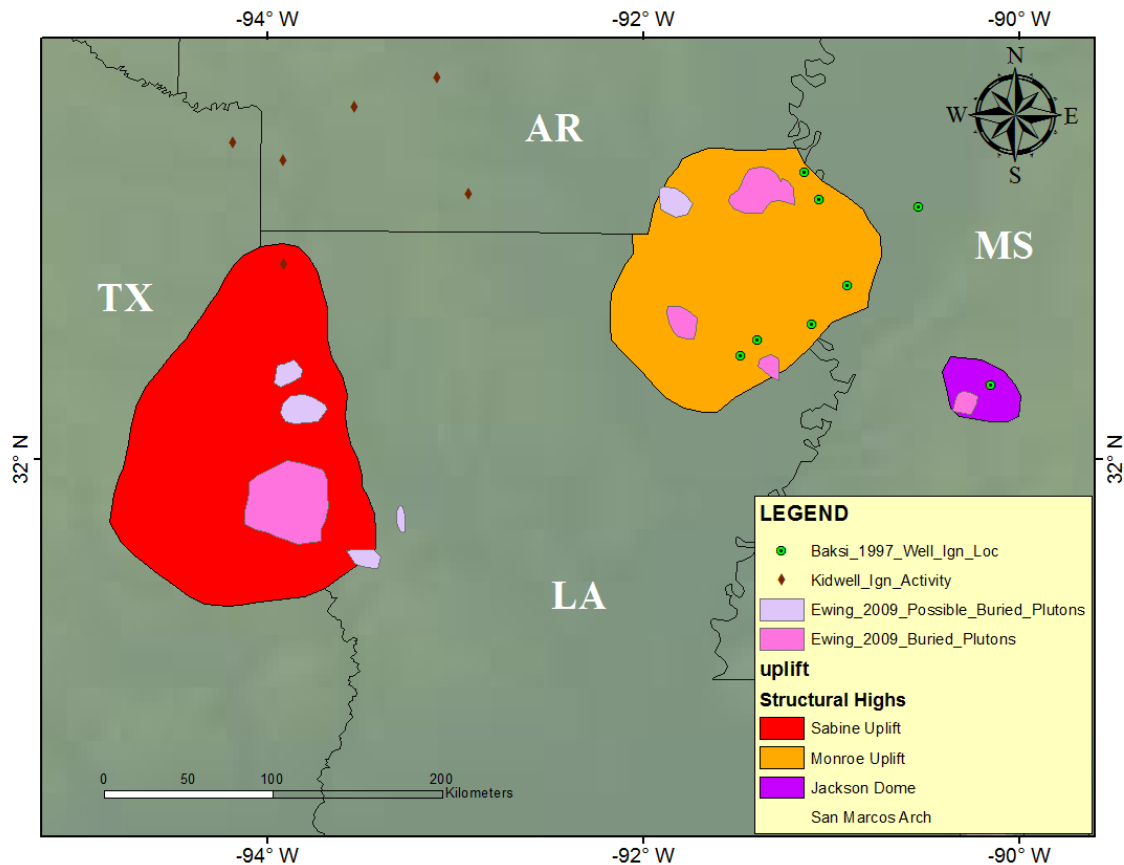 -94° W
-92° W
-90° W
N
W
E
S
AR
MS
TX
LA
32° N
32° N
LEGEND
Baksi_1997_Well_Ign_Loc
Kidwell_Ign_Activity
Ewing_2009_Possible_Buried_Plutons
Ewing_2009_Buried_Plutons
uplift
Structural Highs
Sabine Uplift
Monroe Uplift
Jackson Dome
San Marcos Arch
0 50 100 200
Kilometers
-94° W
-92° W
-90° W